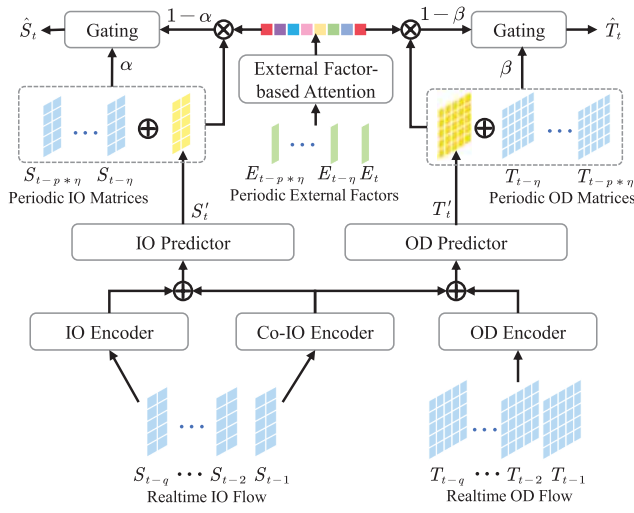 Ŝ_t Gating 1−α 1−β Gating T̂_t
α External Factor-
based Attention β
S_{t−p∗η} S_{t−η} E_{t−p∗η} E_{t−η} E_t T_{t−η} T_{t−p∗η}
Periodic IO Matrices Periodic External Factors Periodic OD Matrices
S′_t T′_t
IO Predictor OD Predictor
IO Encoder Co-IO Encoder OD Encoder
S_{t−q} ··· S_{t−2} S_{t−1} T_{t−q} ··· T_{t−2} T_{t−1}
Realtime IO Flow Realtime OD Flow